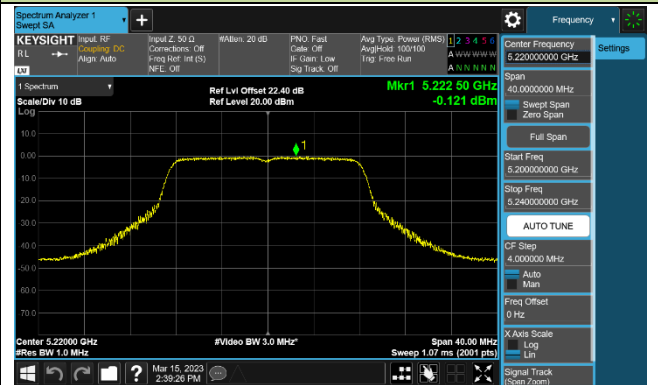 Spectrum Analyzer 1
Swept SA
Frequency
KEYSIGHT
RL
LXI
Input: RF
Coupling: DC
Align: Auto
Input Z: 50 Ω
Corrections: Off
Freq Ref: Int (S)
NFE: Off
#Atten: 20 dB
PNO: Fast
Gate: Off
IF Gain: Low
Sig Track: Off
Avg Type: Power (RMS)
Avg|Hold: 100/100
Trig: Free Run
1 2 3 4 5 6
A W W W W W
A N N N N N
1 Spectrum
Scale/Div 10 dB
Log
Ref Lvl Offset 22.40 dB
Ref Level 20.00 dBm
Mkr1 5.222 50 GHz
-0.121 dBm
1
10.0
0.00
-10.0
-20.0
-30.0
-40.0
-50.0
-60.0
-70.0
Center 5.22000 GHz
#Res BW 1.0 MHz
#Video BW 3.0 MHz*
Span 40.00 MHz
Sweep 1.07 ms (2001 pts)
Mar 15, 2023
2:39:26 PM
?
Center Frequency
5.220000000 GHz
Settings
Span
40.0000000 MHz
Swept Span
Zero Span
Full Span
Start Freq
5.200000000 GHz
Stop Freq
5.240000000 GHz
AUTO TUNE
CF Step
4.000000 MHz
Auto
Man
Freq Offset
0 Hz
X Axis Scale
Log
Lin
Signal Track
(Span Zoom)